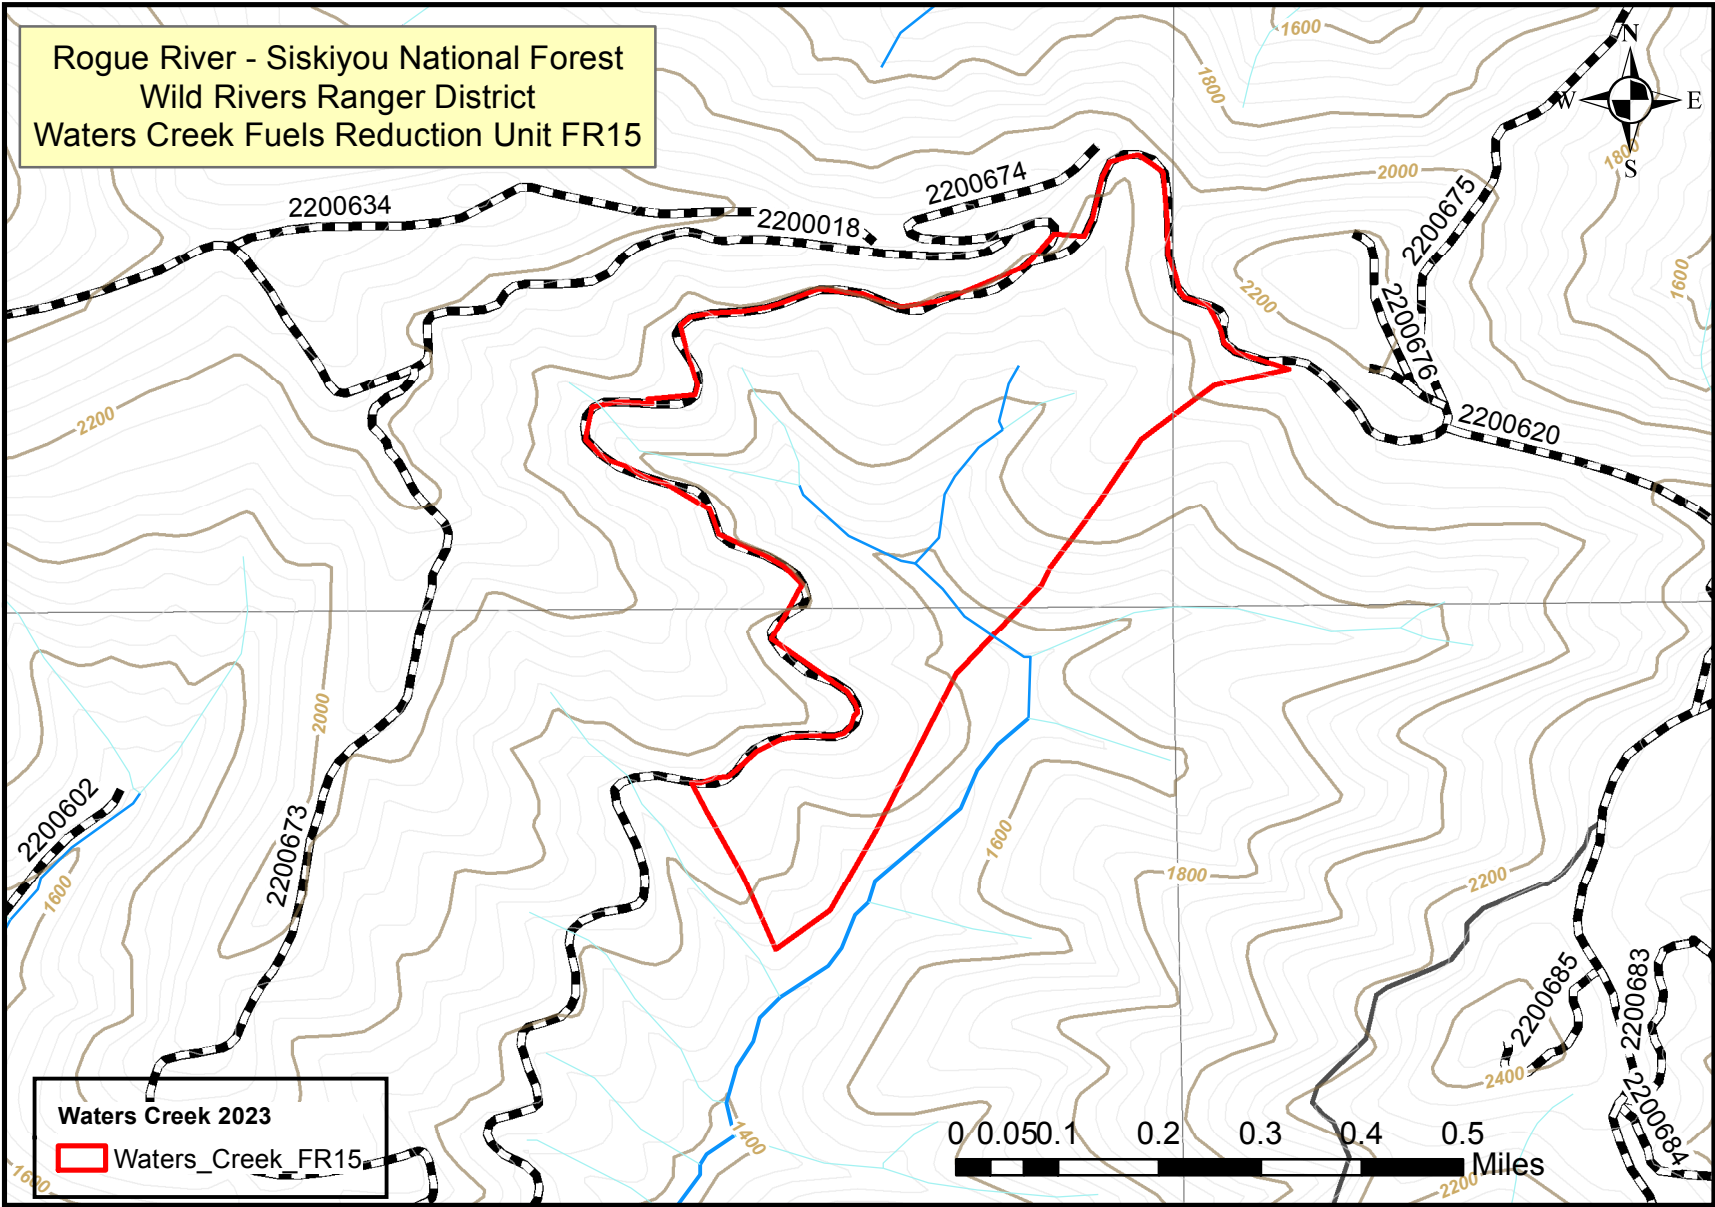 Rogue River - Siskiyou National Forest
Wild Rivers Ranger District
Waters Creek Fuels Reduction Unit FR15
N
W
E
S
1600
1800
1800
2000
1600
2200634
2200018
2200674
2200675
2200
2200676
2200620
2200
2000
2200602
1600
2200673
1600
1800
2200
2200685
2200683
2400
2200684
1400
2200
1600
Waters Creek 2023
Waters_Creek_FR15
0 0.050.1 0.2 0.3 0.4 0.5
Miles